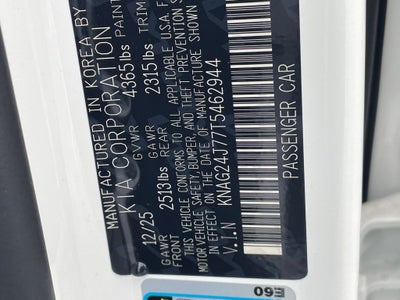 MANUFACTURED IN KOREA BY
KIA CORPORATION
12/25 GVWR 4365 lbs PAINT
GAWR GAWR TRIM
FRONT 2513 lbs REAR 2315 lbs
THIS VEHICLE CONFORMS TO ALL APPLICABLE U.S.A. F
MOTOR VEHICLE SAFETY, BUMPER, AND THEFT PREVENTION S
IN EFFECT ON THE DATE OF MANUFACTURE SHOWN
V.I.N KNAG24J77T5462944
PASSENGER CAR
E60